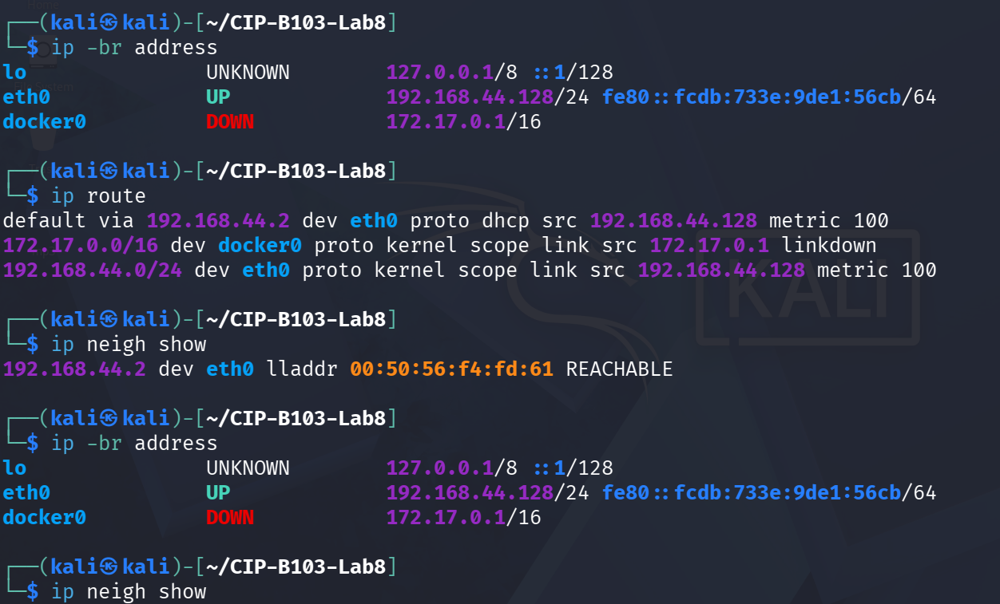 ┌──(kali㉿kali)-[~/CIP-B103-Lab8]
└─$ ip -br address
lo UNKNOWN 127.0.0.1/8 ::1/128
eth0 UP 192.168.44.128/24 fe80::fcdb:733e:9de1:56cb/64
docker0 DOWN 172.17.0.1/16
┌──(kali㉿kali)-[~/CIP-B103-Lab8]
└─$ ip route
default via 192.168.44.2 dev eth0 proto dhcp src 192.168.44.128 metric 100
172.17.0.0/16 dev docker0 proto kernel scope link src 172.17.0.1 linkdown
192.168.44.0/24 dev eth0 proto kernel scope link src 192.168.44.128 metric 100
┌──(kali㉿kali)-[~/CIP-B103-Lab8]
└─$ ip neigh show
192.168.44.2 dev eth0 lladdr 00:50:56:f4:fd:61 REACHABLE
┌──(kali㉿kali)-[~/CIP-B103-Lab8]
└─$ ip -br address
lo UNKNOWN 127.0.0.1/8 ::1/128
eth0 UP 192.168.44.128/24 fe80::fcdb:733e:9de1:56cb/64
docker0 DOWN 172.17.0.1/16
┌──(kali㉿kali)-[~/CIP-B103-Lab8]
└─$ ip neigh show
KALI